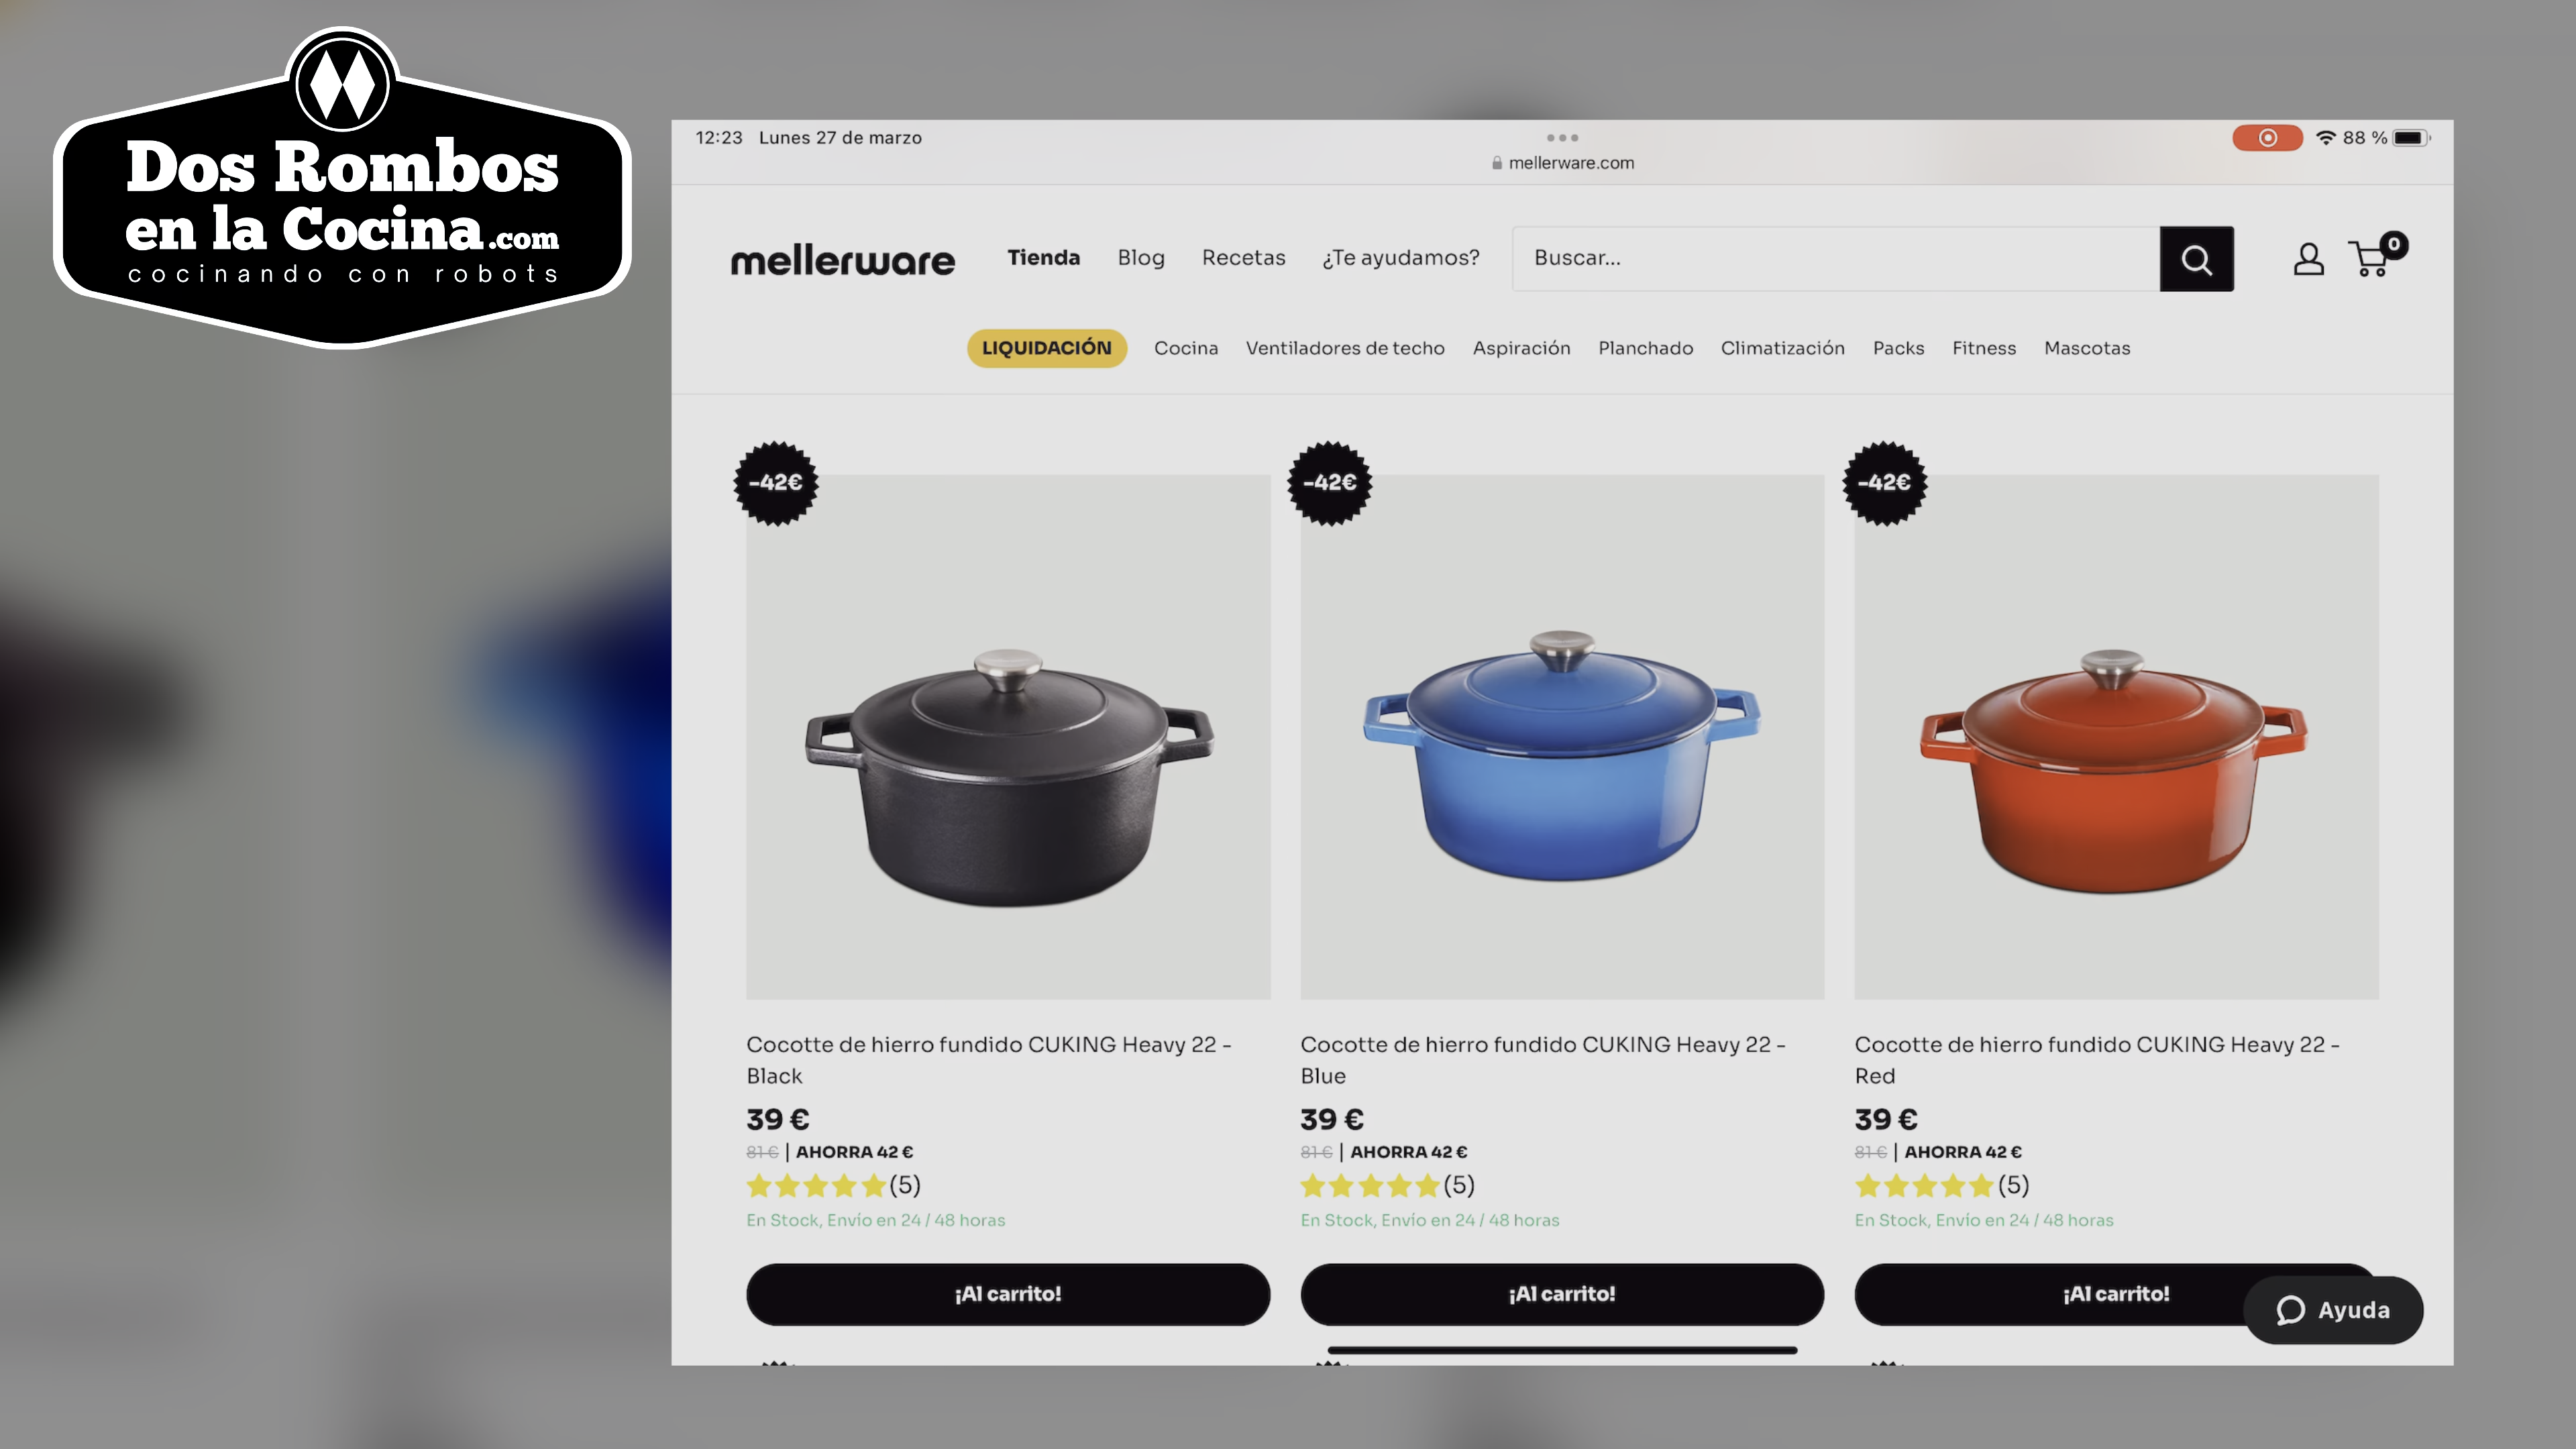 Dos Rombos
en la Cocina.com
cocinando con robots
12:23 Lunes 27 de marzo
88 %
mellerware.com
mellerware
Tienda Blog Recetas ¿Te ayudamos? Buscar... 0
LIQUIDACIÓN Cocina Ventiladores de techo Aspiración Planchado Climatización Packs Fitness Mascotas
-42€ -42€ -42€
Cocotte de hierro fundido CUKING Heavy 22 -
Black
39 €
81 € | AHORRA 42 €
(5)
En Stock, Envío en 24 / 48 horas
¡Al carrito!
Cocotte de hierro fundido CUKING Heavy 22 -
Blue
39 €
81 € | AHORRA 42 €
(5)
En Stock, Envío en 24 / 48 horas
¡Al carrito!
Cocotte de hierro fundido CUKING Heavy 22 -
Red
39 €
81 € | AHORRA 42 €
(5)
En Stock, Envío en 24 / 48 horas
¡Al carrito!
Ayuda